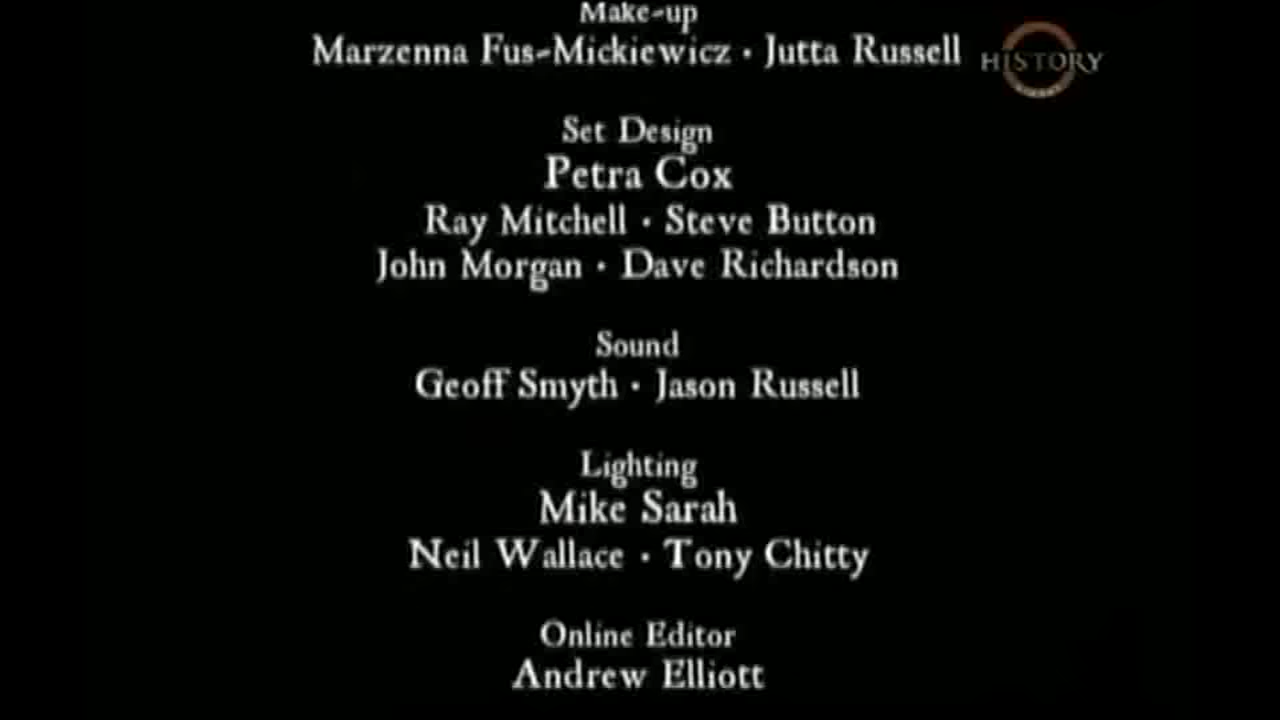 Make-up
Marzenna Fus-Mickiewicz · Jutta Russell
HISTORY
Set Design
Petra Cox
Ray Mitchell · Steve Button
John Morgan · Dave Richardson
Sound
Geoff Smyth · Jason Russell
Lighting
Mike Sarah
Neil Wallace · Tony Chitty
Online Editor
Andrew Elliott